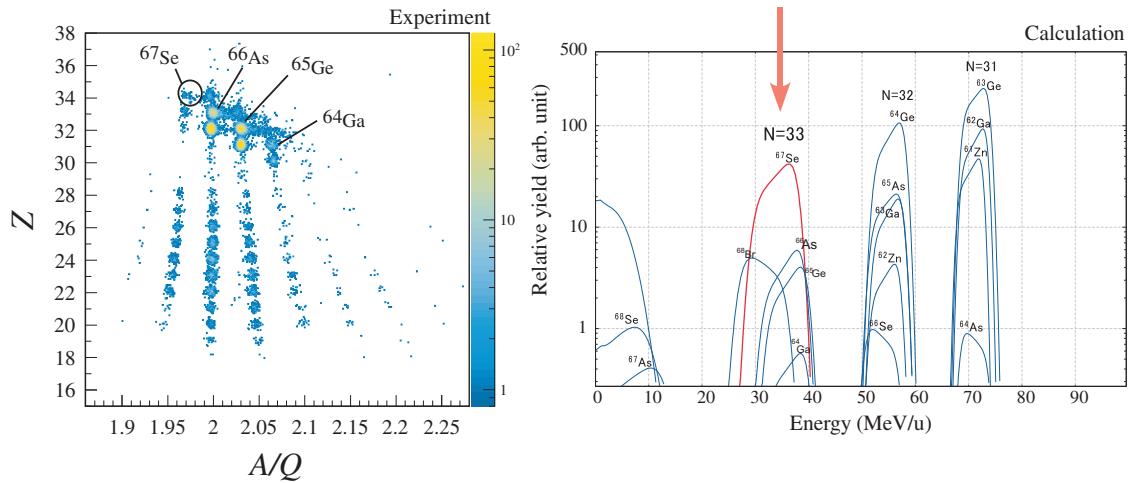 Experiment
38
36
34
32
30
28
26
24
22
20
18
16
Z
⁶⁷Se
⁶⁶As
⁶⁵Ge
⁶⁴Ga
1.9 1.95 2 2.05 2.1 2.15 2.2 2.25
A/Q
10²
10
1
Calculation
500
100
10
1
Relative yield (arb. unit)
N=33
⁶⁷Se
N=32
⁶⁴Ge
N=31
⁶³Ge
⁶²Ga
⁶¹Zn
⁶⁵As
⁶³Ga
⁶²Zn
⁶⁶Se
⁶⁴As
⁶⁸Br
⁶⁶As
⁶⁵Ge
⁶⁴Ga
⁶⁸Se
⁶⁷As
0 10 20 30 40 50 60 70 80 90
Energy (MeV/u)